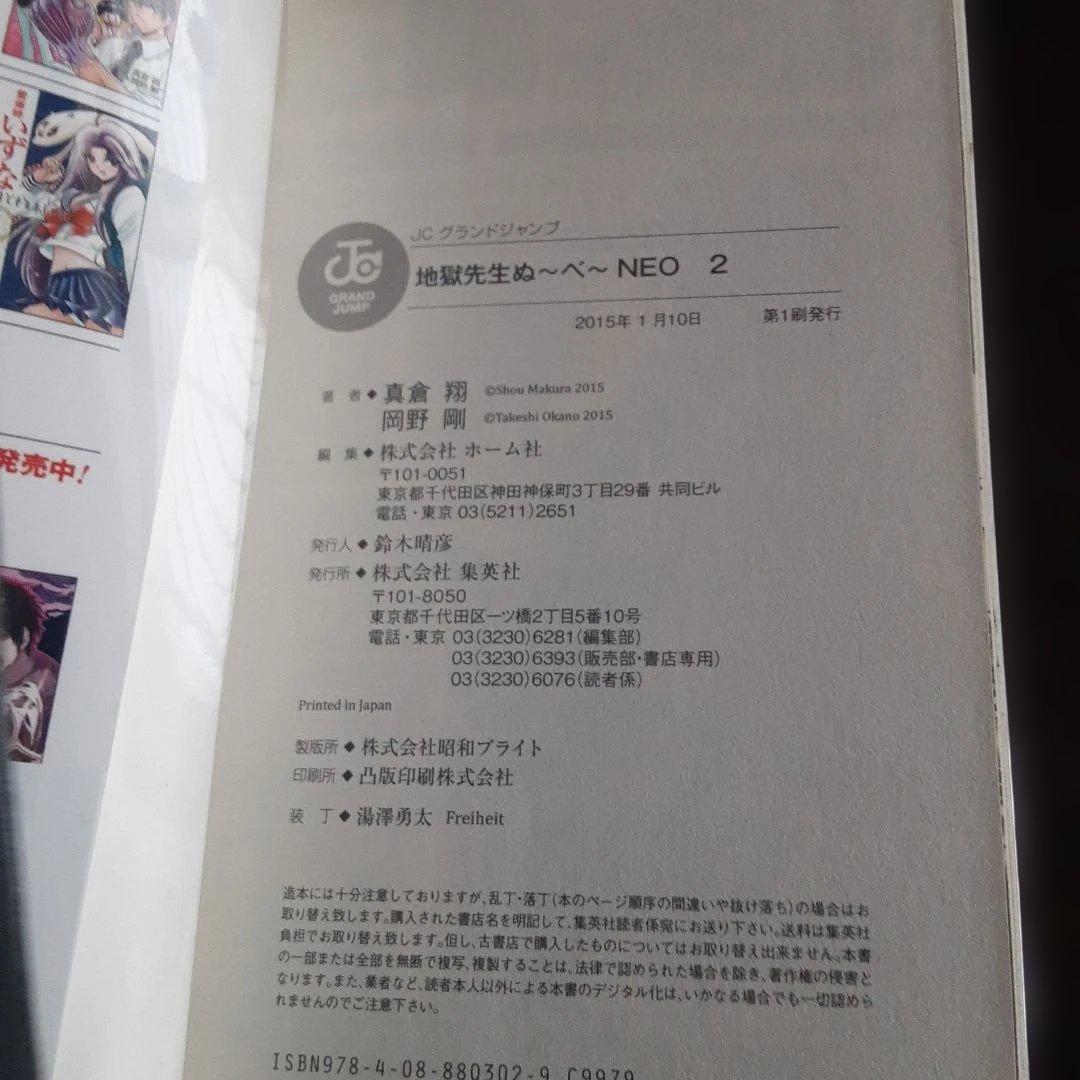 いずな
発売中!
JC
GRAND
JUMP
JCグランドジャンプ
地獄先生ぬ〜べ〜NEO 2
2015年1月10日 第1刷発行
著 者◆真倉 翔 ©Shou Makura 2015
岡野 剛 ©Takeshi Okano 2015
編 集◆株式会社 ホーム社
〒101-0051
東京都千代田区神田神保町3丁目29番 共同ビル
電話・東京 03(5211)2651
発行人◆鈴木晴彦
発行所◆株式会社 集英社
〒101-8050
東京都千代田区一ツ橋2丁目5番10号
電話・東京 03(3230)6281(編集部)
03(3230)6393(販売部・書店専用)
03(3230)6076(読者係)
Printed in Japan
製版所◆株式会社昭和ブライト
印刷所◆凸版印刷株式会社
装 丁◆湯澤勇太 Freiheit
造本には十分注意しておりますが、乱丁・落丁(本のページ順序の間違いや抜け落ち)の場合はお
取り替え致します。購入された書店名を明記して、集英社読者係宛にお送り下さい。送料は集英社
負担でお取り替え致します。但し、古書店で購入したものについてはお取り替え出来ません。本書
の一部または全部を無断で複写、複製することは、法律で認められた場合を除き、著作権の侵害と
なります。また、業者など、読者本人以外による本書のデジタル化は、いかなる場合でも一切認めら
れませんのでご注意下さい。
ISBN978-4-08-880302-9 C9979